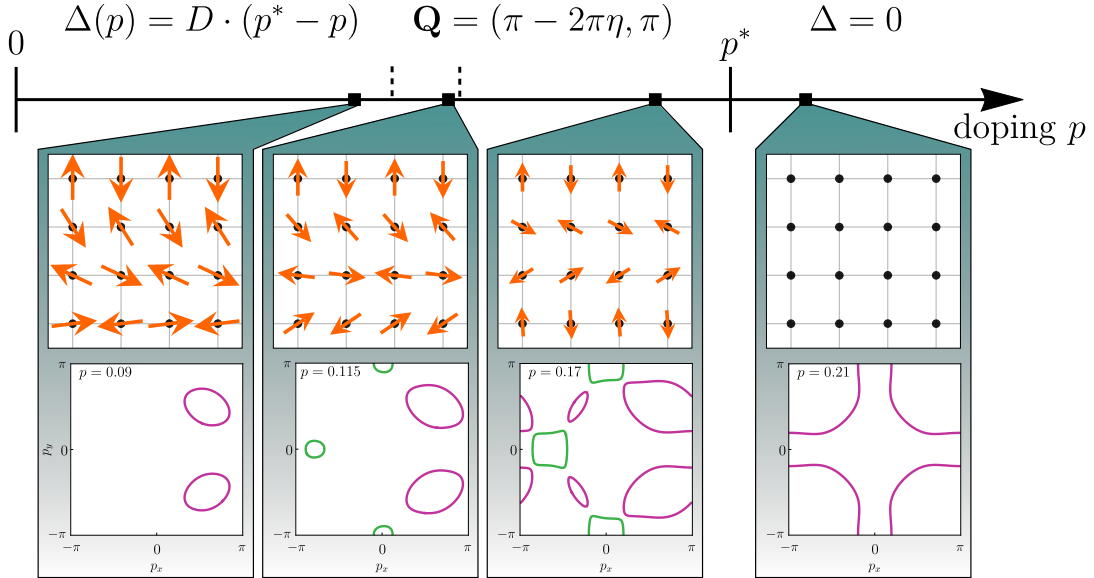 Δ(p) = D · (p* − p) Q = (π − 2πη, π) Δ = 0
0 p*
doping p
π p = 0.09
0
p_y
−π
−π 0 π
p_x
π p = 0.115
0
−π
−π 0 π
p_x
π p = 0.17
0
−π
−π 0 π
p_x
π p = 0.21
0
−π
−π 0 π
p_x